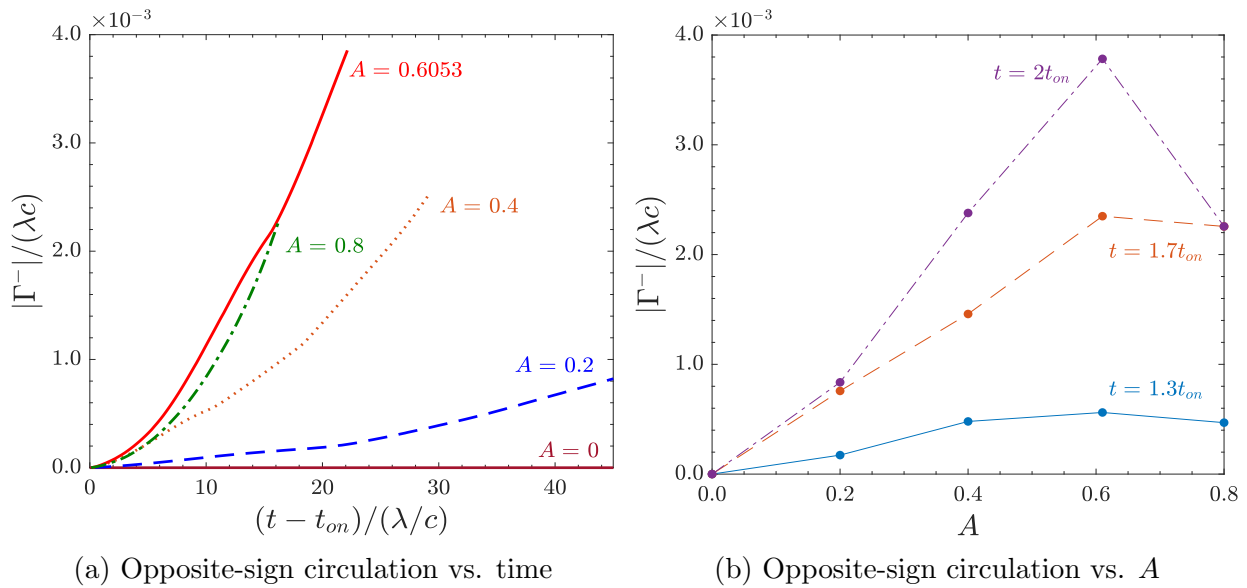 ×10⁻³
4.0
3.0
2.0
1.0
0.0
|Γ⁻|/(λc)
A = 0.6053
A = 0.4
A = 0.8
A = 0.2
A = 0
0 10 20 30 40
(t − t_on)/(λ/c)
(a) Opposite-sign circulation vs. time
×10⁻³
4.0
3.0
2.0
1.0
0.0
|Γ⁻|/(λc)
t = 2t_on
t = 1.7t_on
t = 1.3t_on
0.0 0.2 0.4 0.6 0.8
A
(b) Opposite-sign circulation vs. A